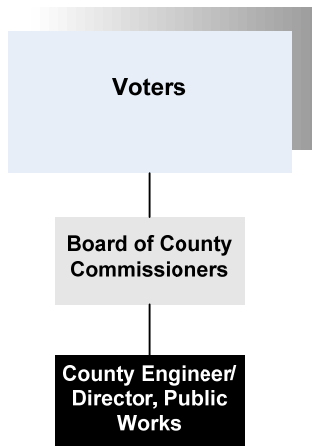 Voters
Board of County
Commissioners
County Engineer/
Director, Public
Works